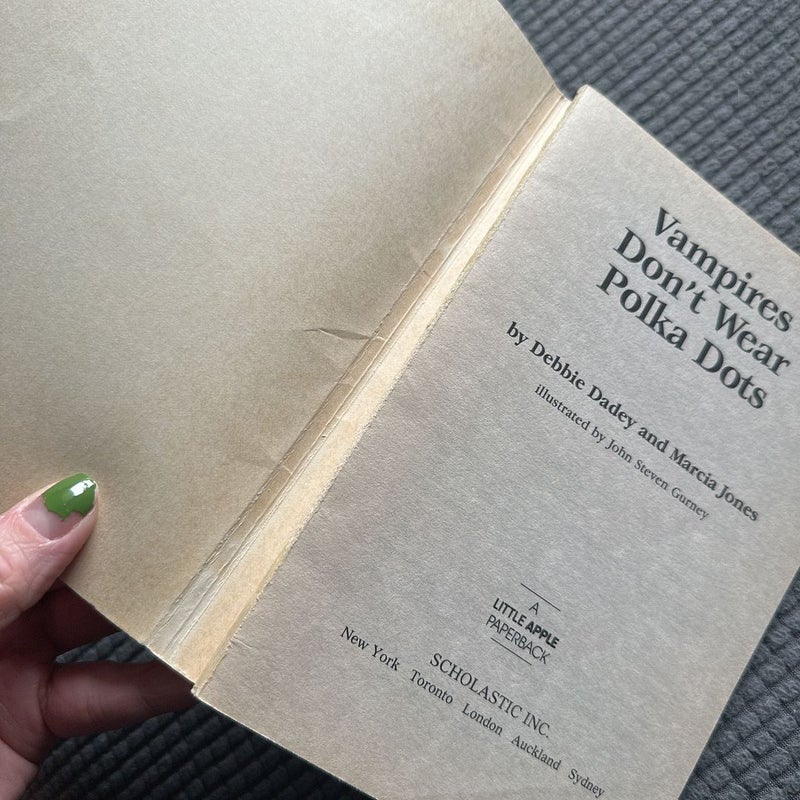 Vampires
Don't Wear
Polka Dots
by Debbie Dadey and Marcia Jones
illustrated by John Steven Gurney
A
LITTLE APPLE
PAPERBACK
SCHOLASTIC INC.
New York Toronto London Auckland Sydney